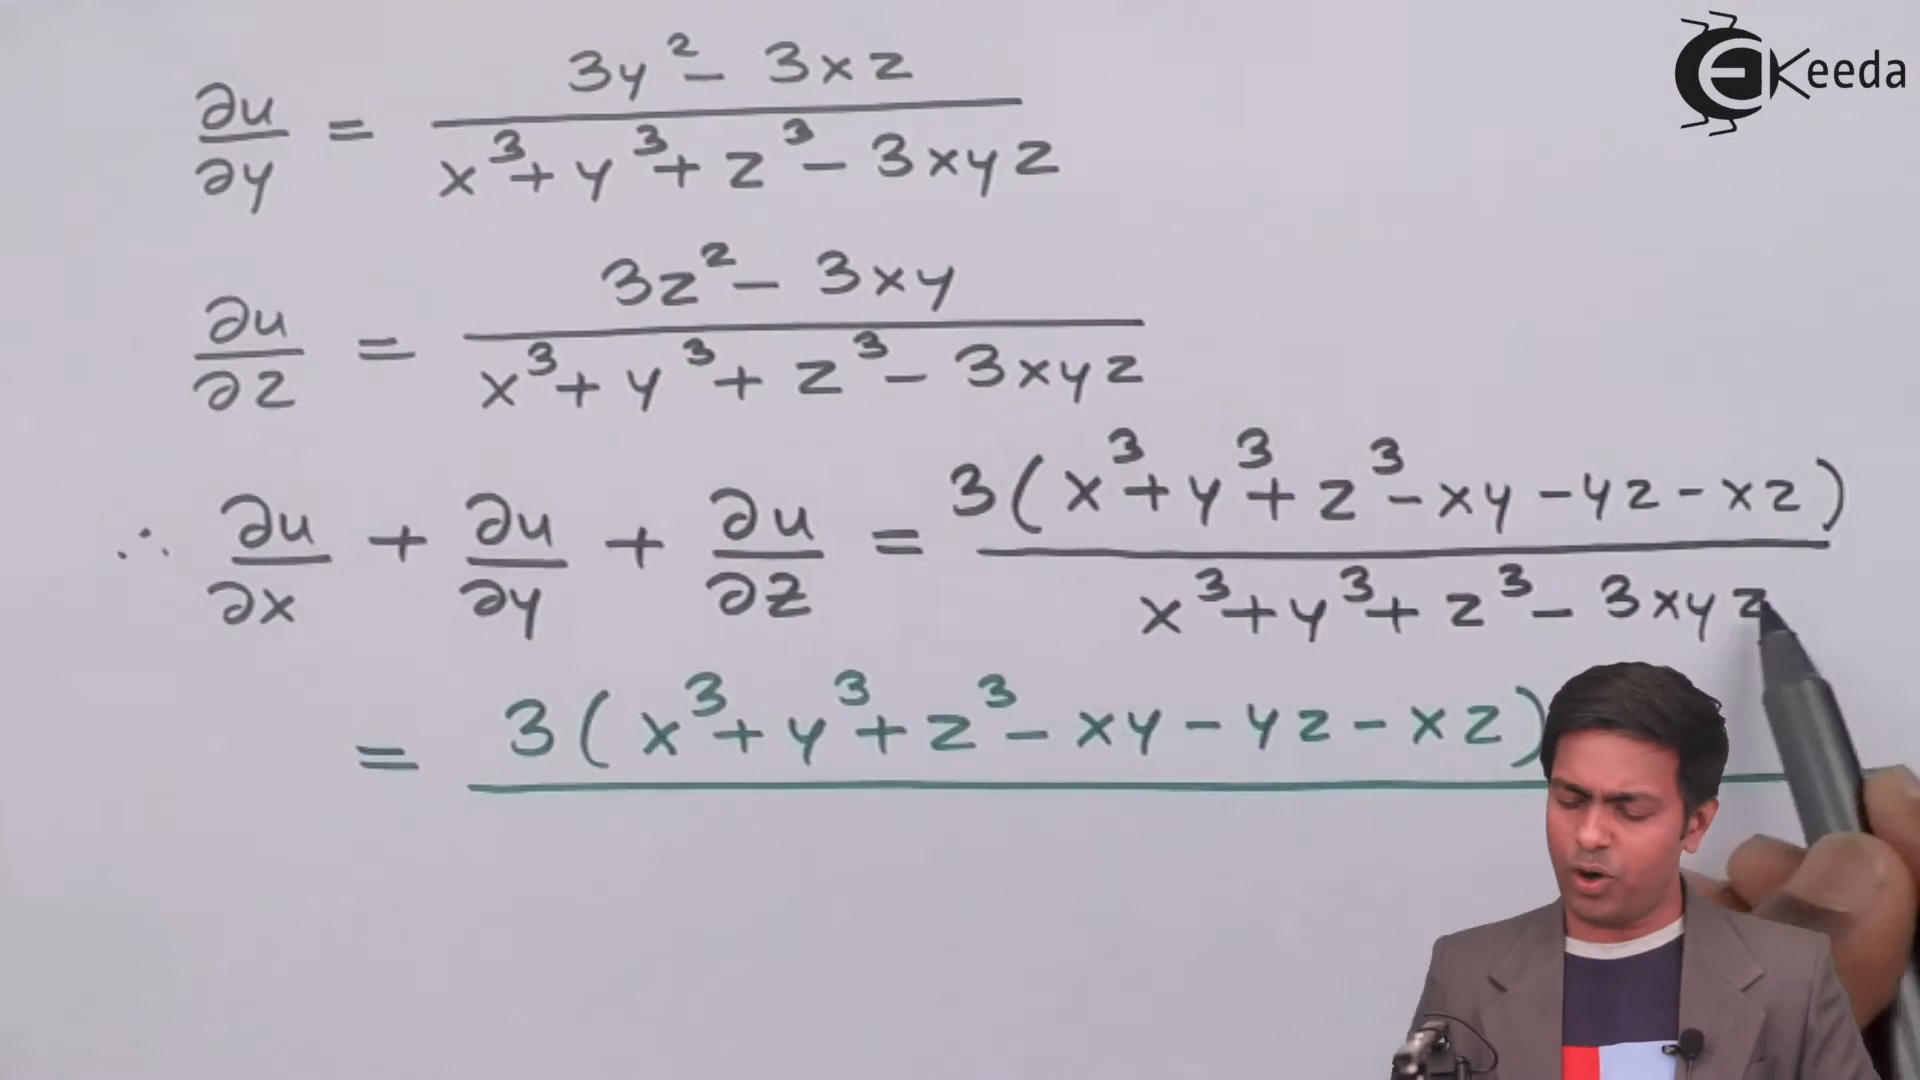 EKeeda
∂u/∂y = (3y² - 3xz)/(x³ + y³ + z³ - 3xyz)
∂u/∂z = (3z² - 3xy)/(x³ + y³ + z³ - 3xyz)
∴ ∂u/∂x + ∂u/∂y + ∂u/∂z = 3(x³ + y³ + z³ - xy - yz - xz)/(x³ + y³ + z³ - 3xyz)
= 3(x³ + y³ + z³ - xy - yz - xz)